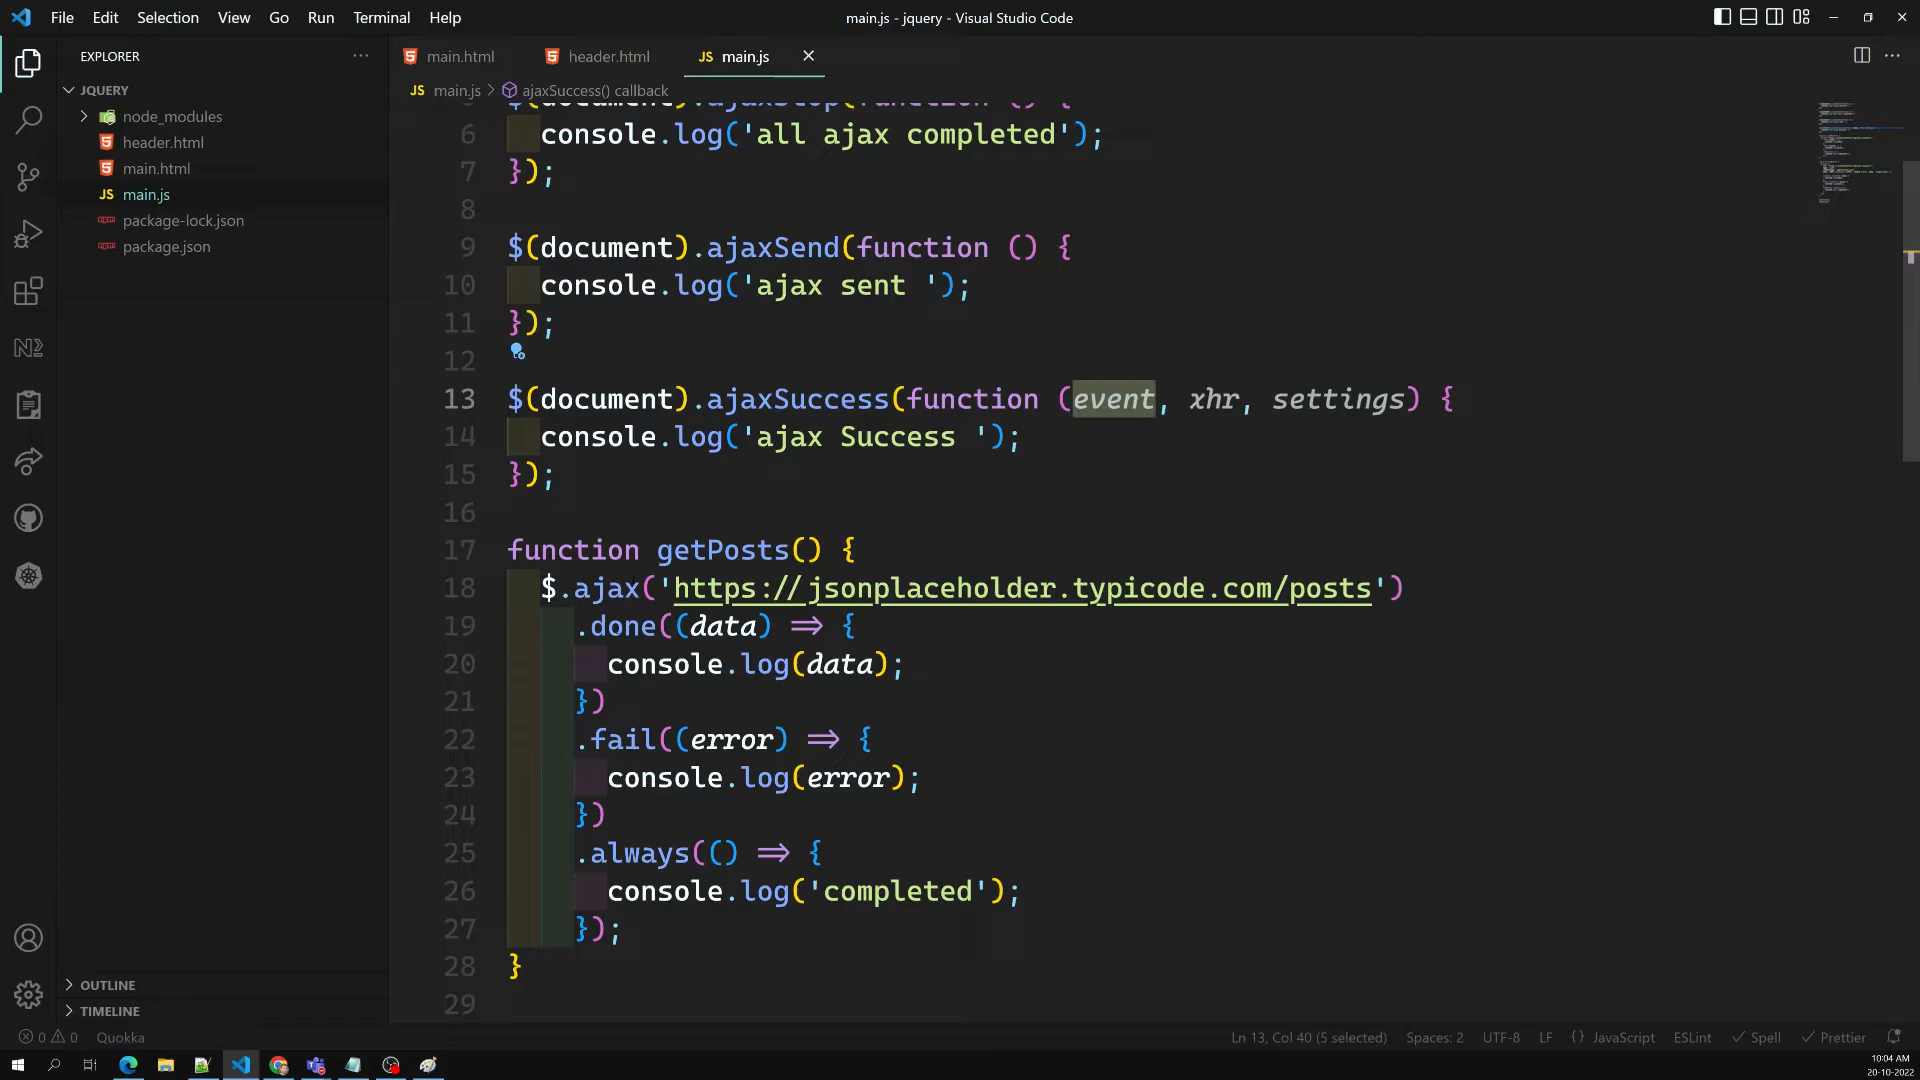 File Edit Selection View Go Run Terminal Help
main.js - jquery - Visual Studio Code
EXPLORER
JQUERY
node_modules
header.html
main.html
JS main.js
package-lock.json
package.json
OUTLINE
TIMELINE
main.html
header.html
JS main.js
JS main.js > ajaxSuccess() callback
$(document).ajaxStop(function () {
6 console.log('all ajax completed');
7 });
8
9 $(document).ajaxSend(function () {
10 console.log('ajax sent ');
11 });
12
13 $(document).ajaxSuccess(function (event, xhr, settings) {
14 console.log('ajax Success ');
15 });
16
17 function getPosts() {
18 $.ajax('https://jsonplaceholder.typicode.com/posts')
19 .done((data) => {
20 console.log(data);
21 })
22 .fail((error) => {
23 console.log(error);
24 })
25 .always(() => {
26 console.log('completed');
27 });
28 }
29
0 0 Quokka
Ln 13, Col 40 (5 selected) Spaces: 2 UTF-8 LF {} JavaScript ESLint Spell Prettier
10:04 AM
20-10-2022